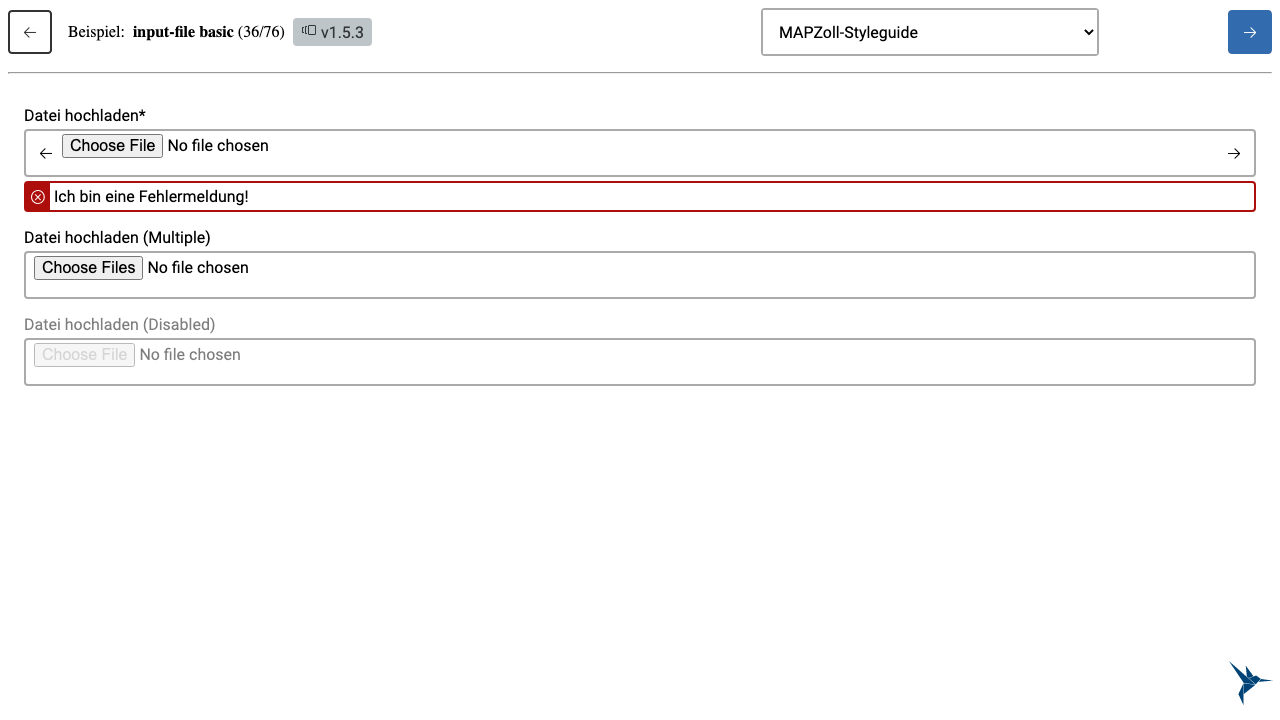 Beispiel: input-file basic (36/76) v1.5.3 MAPZoll-Styleguide
Datei hochladen*
Choose File No file chosen
Ich bin eine Fehlermeldung!
Datei hochladen (Multiple)
Choose Files No file chosen
Datei hochladen (Disabled)
Choose File No file chosen